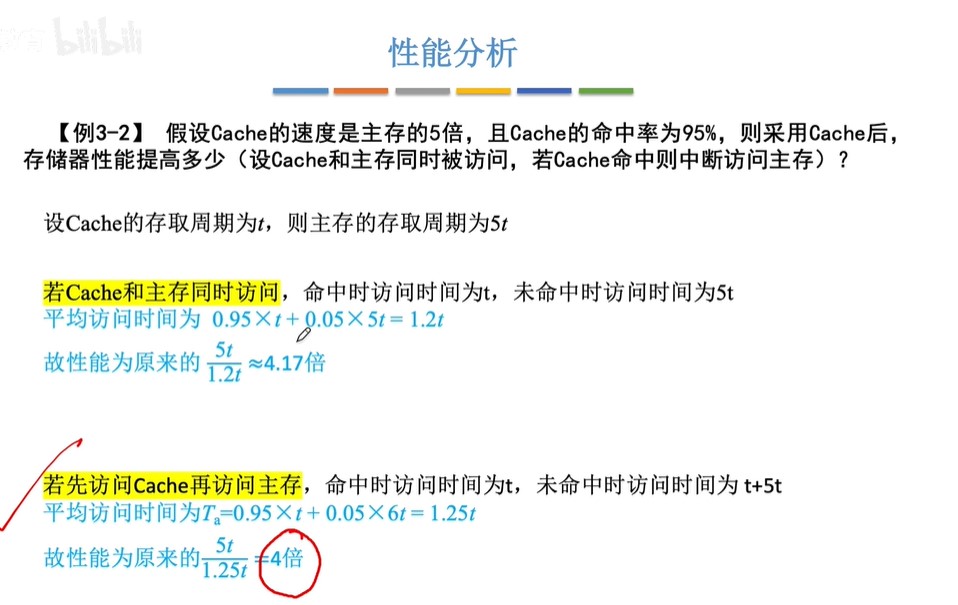 bilibili
性能分析
【例3-2】 假设Cache的速度是主存的5倍，且Cache的命中率为95%，则采用Cache后，
存储器性能提高多少（设Cache和主存同时被访问，若Cache命中则中断访问主存）？
设Cache的存取周期为t，则主存的存取周期为5t
若Cache和主存同时访问，命中时访问时间为t，未命中时访问时间为5t
平均访问时间为 0.95×t + 0.05×5t = 1.2t
故性能为原来的 5t/1.2t ≈4.17倍
若先访问Cache再访问主存，命中时访问时间为t，未命中时访问时间为 t+5t
平均访问时间为Ta=0.95×t + 0.05×6t = 1.25t
故性能为原来的 5t/1.25t =4倍